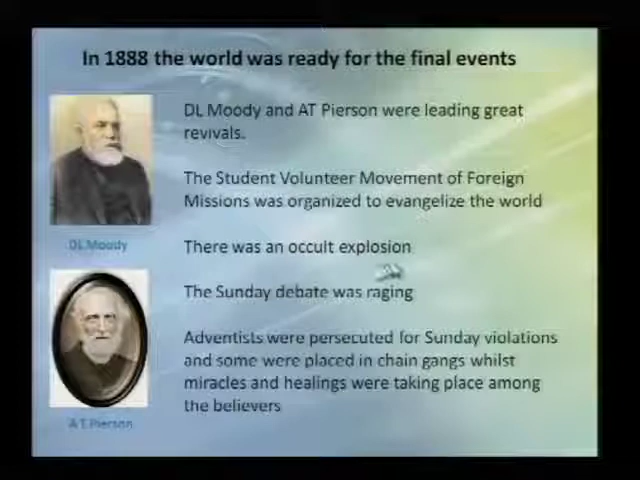 In 1888 the world was ready for the final events
DL Moody and AT Pierson were leading great
revivals.
The Student Volunteer Movement of Foreign
Missions was organized to evangelize the world
DL Moody
There was an occult explosion
The Sunday debate was raging
Adventists were persecuted for Sunday violations
and some were placed in chain gangs whilst
miracles and healings were taking place among
the believers
A T Pierson